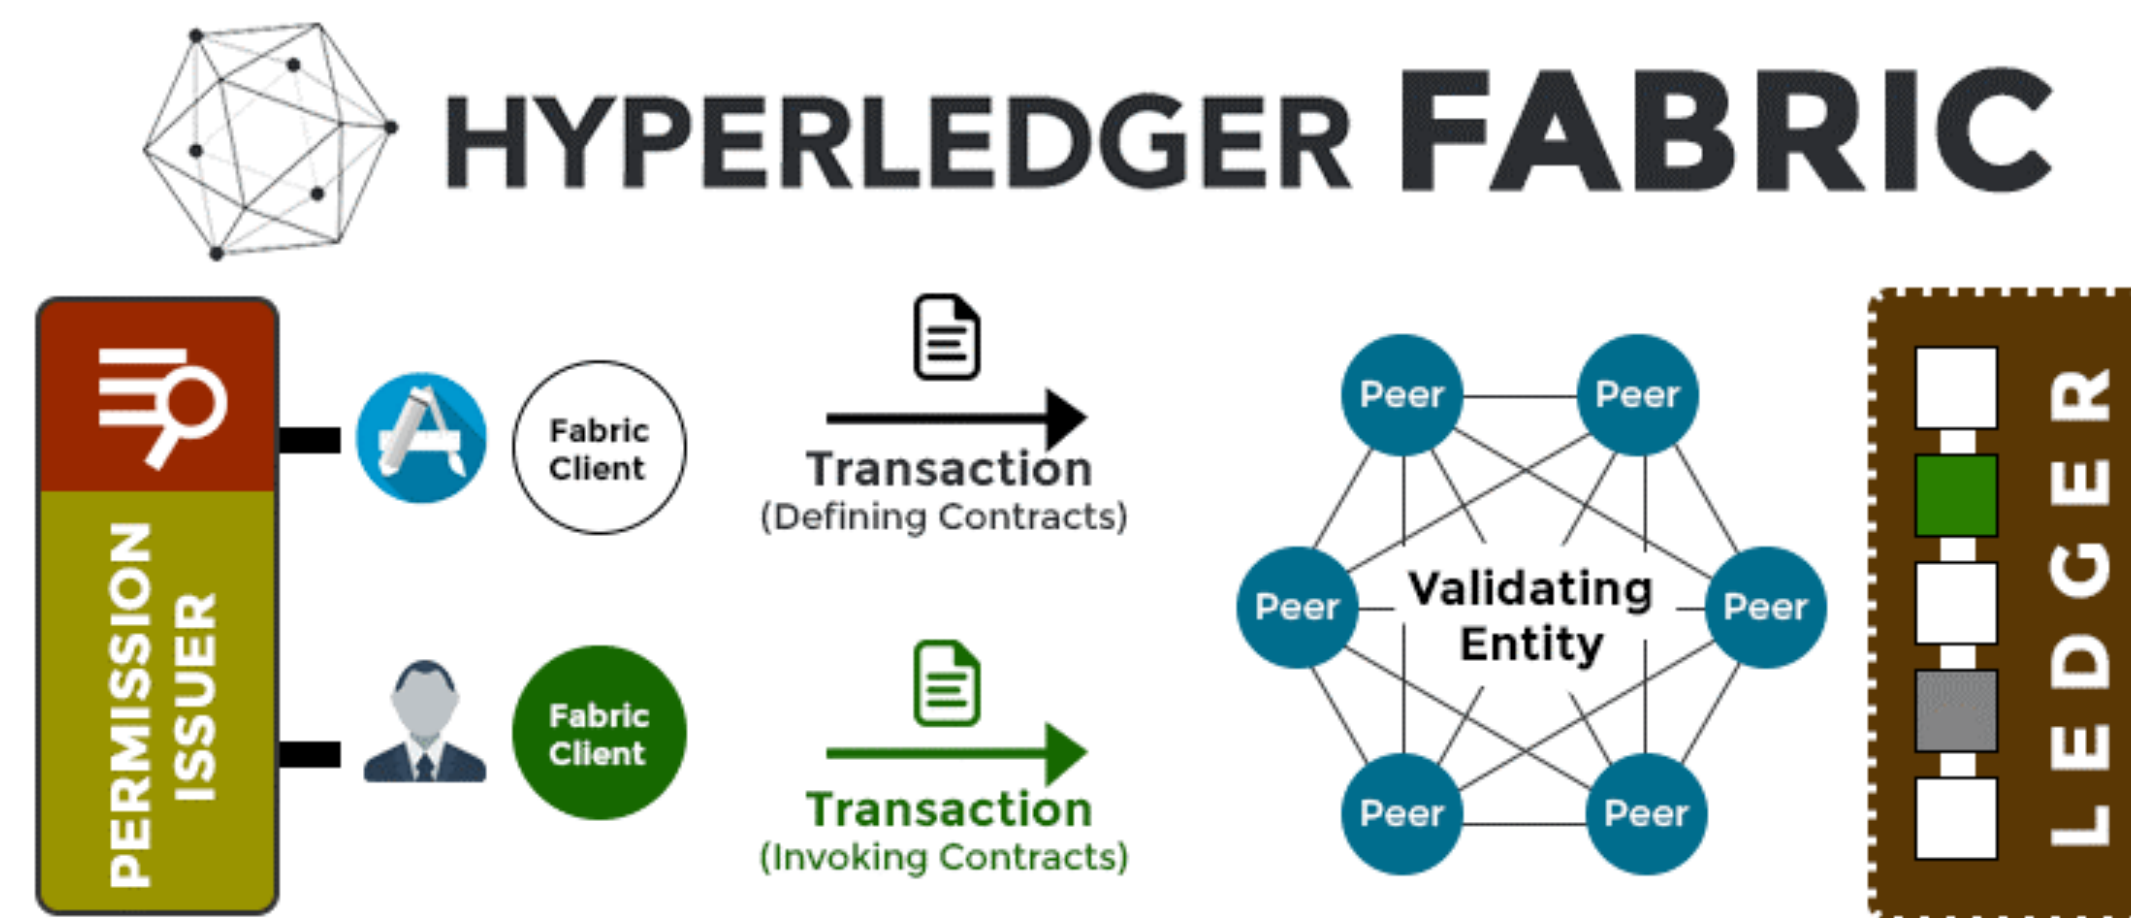 HYPERLEDGER FABRIC
PERMISSION
ISSUER
Fabric
Client
Transaction
(Defining Contracts)
Fabric
Client
Transaction
(Invoking Contracts)
Peer
Peer
Peer
Validating
Entity
Peer
Peer
Peer
LEDGER